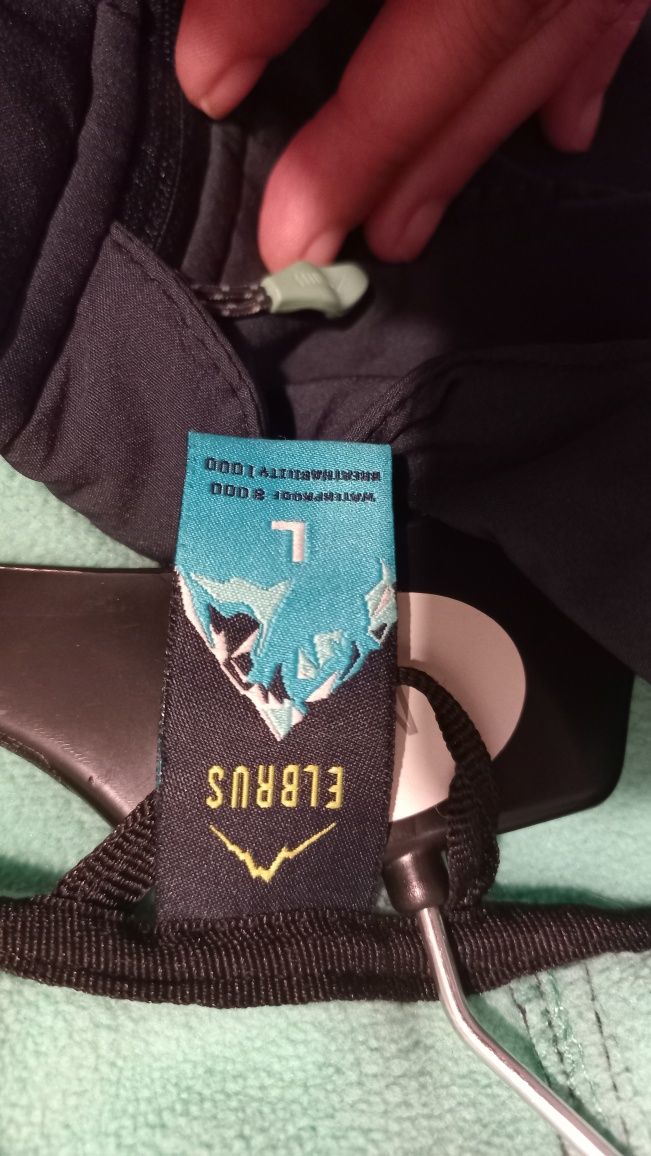 ELBRUS
L
WATERPROOF 8 000
BREATHABILITY 1 000